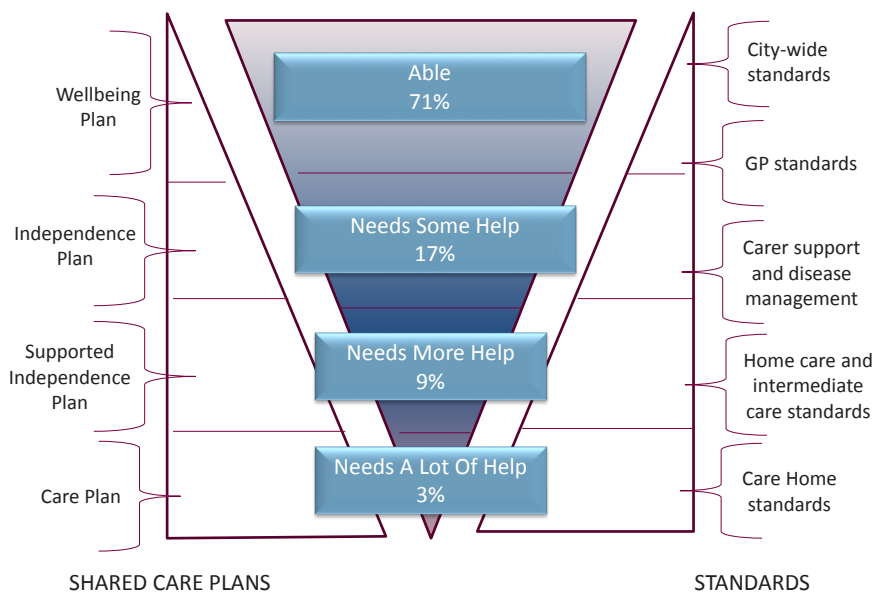 Wellbeing
Plan
Independence
Plan
Supported
Independence
Plan
Care Plan
SHARED CARE PLANS
Able
71%
Needs Some Help
17%
Needs More Help
9%
Needs A Lot Of Help
3%
City-wide
standards
GP standards
Carer support
and disease
management
Home care and
intermediate
care standards
Care Home
standards
STANDARDS